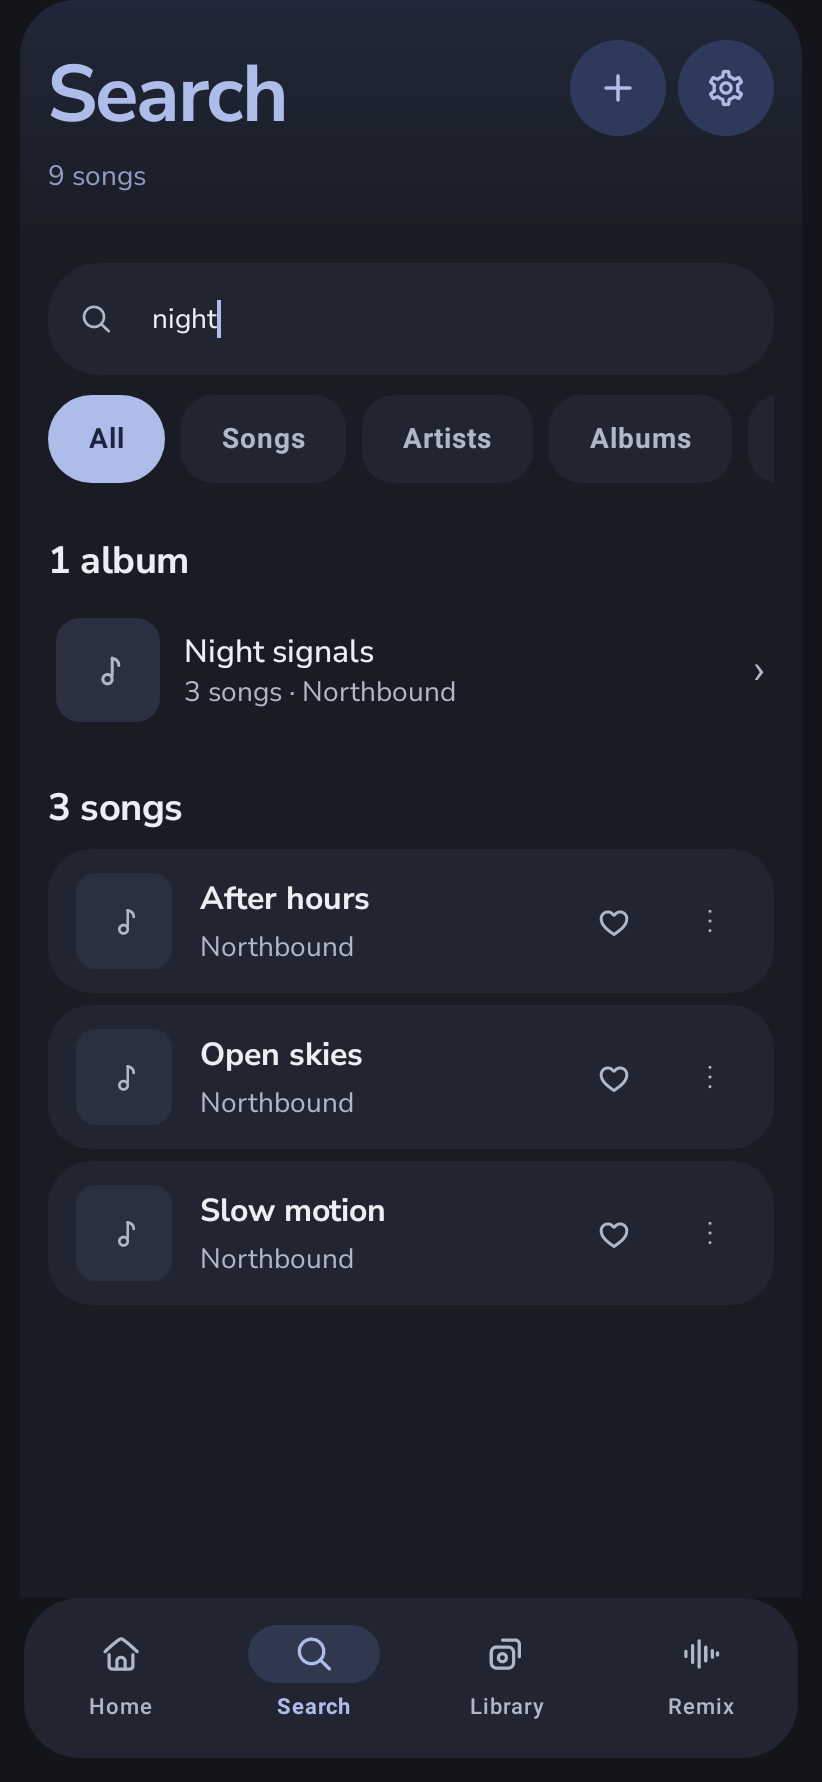 Search
9 songs
night
All Songs Artists Albums
1 album
Night signals
3 songs · Northbound
3 songs
After hours
Northbound
Open skies
Northbound
Slow motion
Northbound
Home Search Library Remix